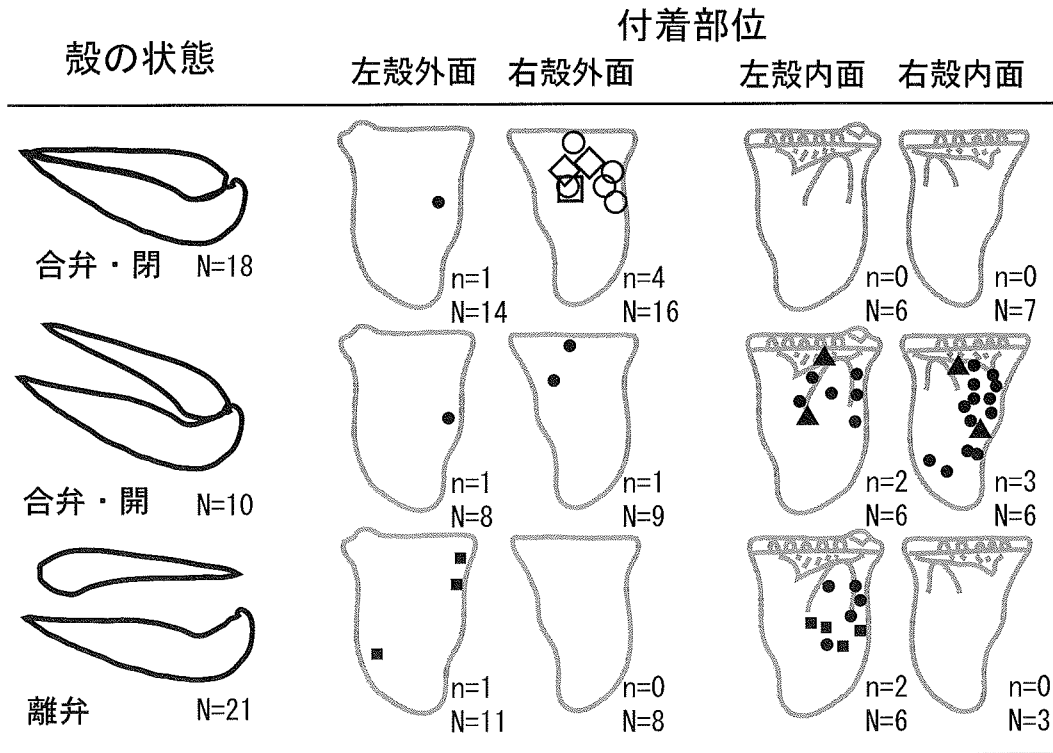 付着部位
殻の状態
左殻外面 右殻外面 左殻内面 右殻内面
合弁・閉 N=18
n=1 n=4 n=0 n=0
N=14 N=16 N=6 N=7
合弁・開 N=10
n=1 n=1 n=2 n=3
N=8 N=9 N=6 N=6
離弁 N=21
n=1 n=0 n=2 n=0
N=11 N=8 N=6 N=3